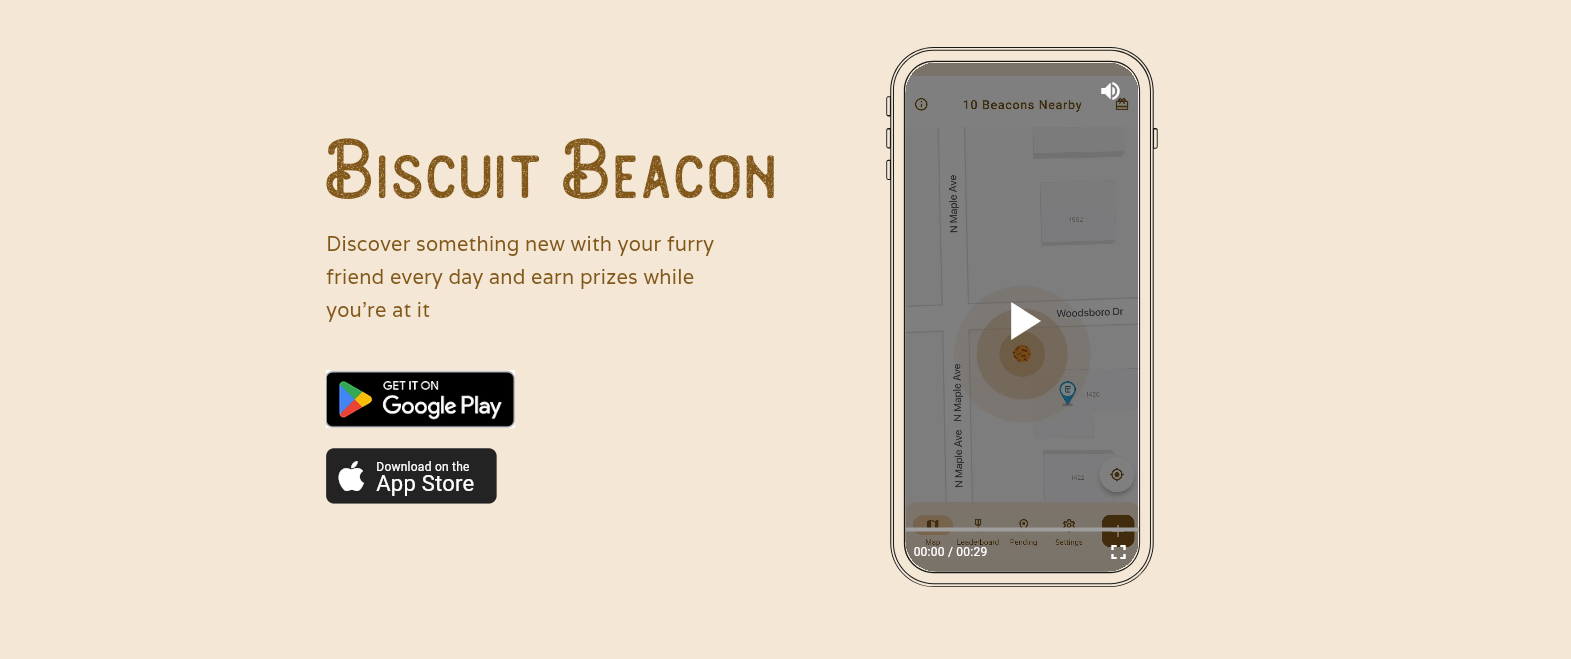 Biscuit Beacon
Discover something new with your furry
friend every day and earn prizes while
you're at it
GET IT ON
Google Play
Download on the
App Store
10 Beacons Nearby
N Maple Ave
1502
Woodsboro Dr
N Maple Ave
1420
N Maple Ave
1422
Map
Leaderboard
Pending
Settings
00:00 / 00:29